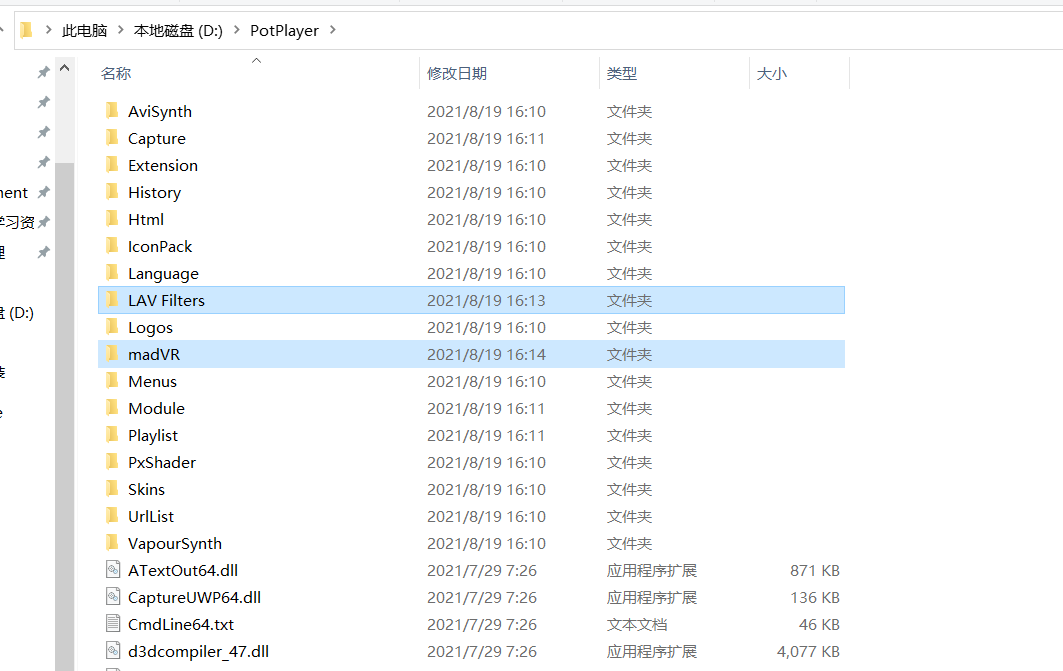 此电脑 > 本地磁盘 (D:) > PotPlayer >
名称 修改日期 类型 大小
AviSynth 2021/8/19 16:10 文件夹
Capture 2021/8/19 16:11 文件夹
Extension 2021/8/19 16:10 文件夹
History 2021/8/19 16:10 文件夹
Html 2021/8/19 16:10 文件夹
IconPack 2021/8/19 16:10 文件夹
Language 2021/8/19 16:10 文件夹
LAV Filters 2021/8/19 16:13 文件夹
Logos 2021/8/19 16:10 文件夹
madVR 2021/8/19 16:14 文件夹
Menus 2021/8/19 16:10 文件夹
Module 2021/8/19 16:11 文件夹
Playlist 2021/8/19 16:11 文件夹
PxShader 2021/8/19 16:10 文件夹
Skins 2021/8/19 16:10 文件夹
UrlList 2021/8/19 16:10 文件夹
VapourSynth 2021/8/19 16:10 文件夹
ATextOut64.dll 2021/7/29 7:26 应用程序扩展 871 KB
CaptureUWP64.dll 2021/7/29 7:26 应用程序扩展 136 KB
CmdLine64.txt 2021/7/29 7:26 文本文档 46 KB
d3dcompiler_47.dll 2021/7/29 7:26 应用程序扩展 4,077 KB
ment
学习资
理
盘 (D:)